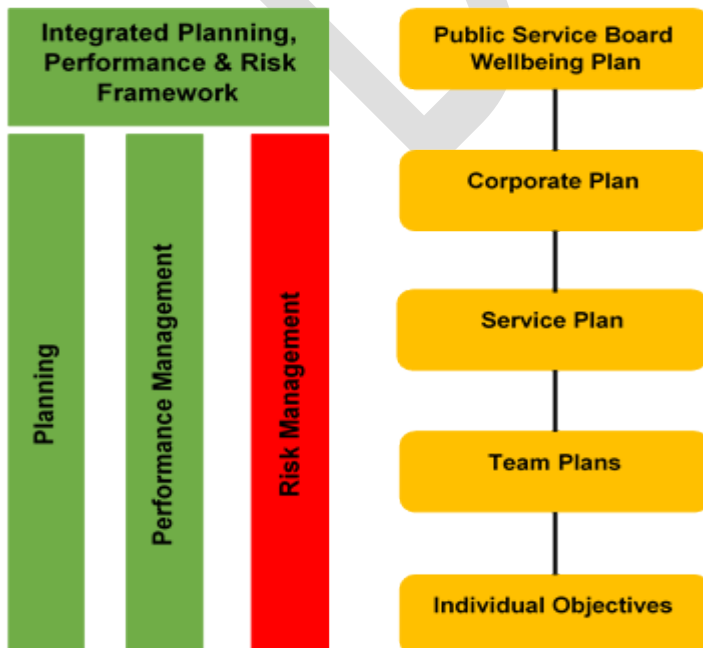 Integrated Planning,
Performance & Risk
Framework
Planning
Performance Management
Risk Management
Public Service Board
Wellbeing Plan
Corporate Plan
Service Plan
Team Plans
Individual Objectives